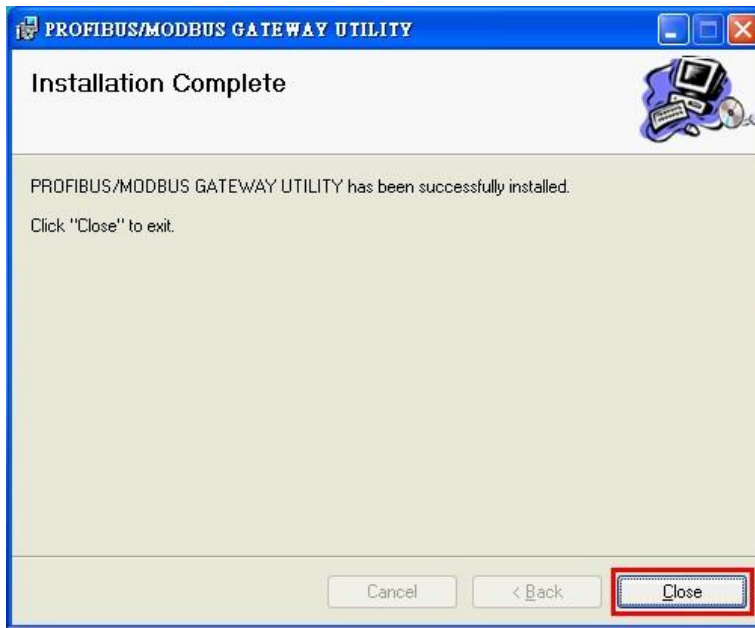 PROFIBUS/MODBUS GATEWAY UTILITY
Installation Complete
PROFIBUS/MODBUS GATEWAY UTILITY has been successfully installed.
Click "Close" to exit.
Cancel
< Back
Close